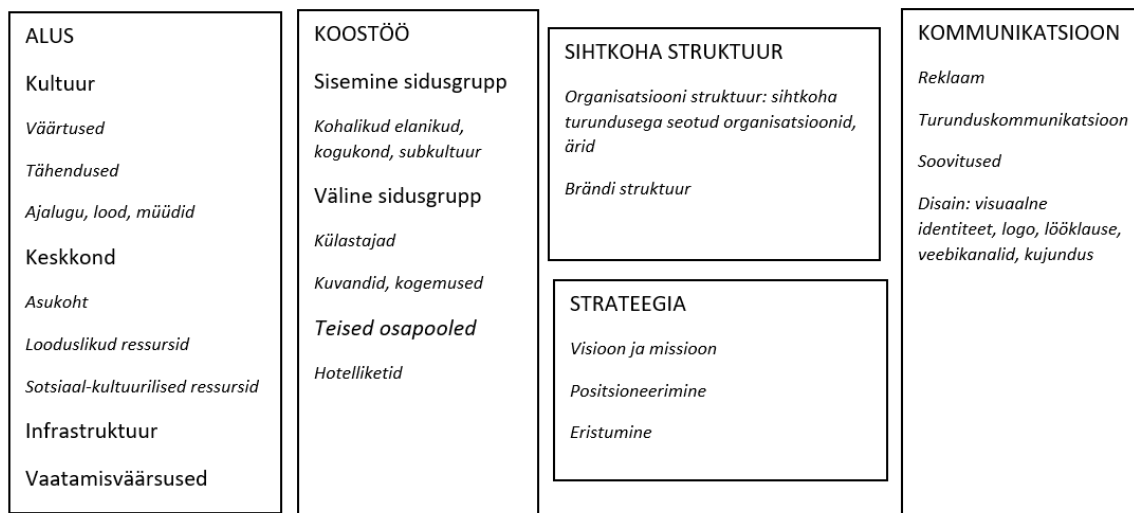 ALUS
Kultuur
Väärtused
Tähendused
Ajalugu, lood, müüdid
Keskkond
Asukoht
Looduslikud ressursid
Sotsiaal-kultuurilised ressursid
Infrastruktuur
Vaatamisväärsused
KOOSTÖÖ
Sisemine sidusgrupp
Kohalikud elanikud,
kogukond, subkultuur
Väline sidusgrupp
Külastajad
Kuvandid, kogemused
Teised osapooled
Hotelliketid
SIHTKOHA STRUKTUUR
Organisatsiooni struktuur: sihtkoha
turundusega seotud organisatsioonid,
ärid
Brändi struktuur
STRATEEGIA
Visioon ja missioon
Positsioneerimine
Eristumine
KOMMUNIKATSIOON
Reklaam
Turunduskommunikatsioon
Soovitused
Disain: visuaalne
identiteet, logo, lööklause,
veebikanalid, kujundus